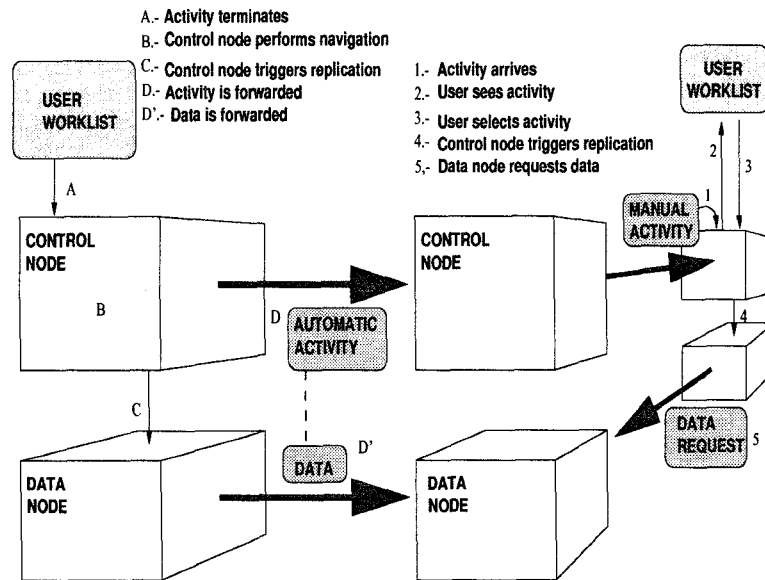 A.- Activity terminates
B.- Control node performs navigation
C.- Control node triggers replication
D.- Activity is forwarded
D'.- Data is forwarded
1.- Activity arrives
2.- User sees activity
3.- User selects activity
4.- Control node triggers replication
5,- Data node requests data
USER
WORKLIST
USER
WORKLIST
A
2
3
1
MANUAL
ACTIVITY
CONTROL
NODE
B
CONTROL
NODE
D
AUTOMATIC
ACTIVITY
4
C
D'
DATA
DATA
REQUEST
5
DATA
NODE
DATA
NODE